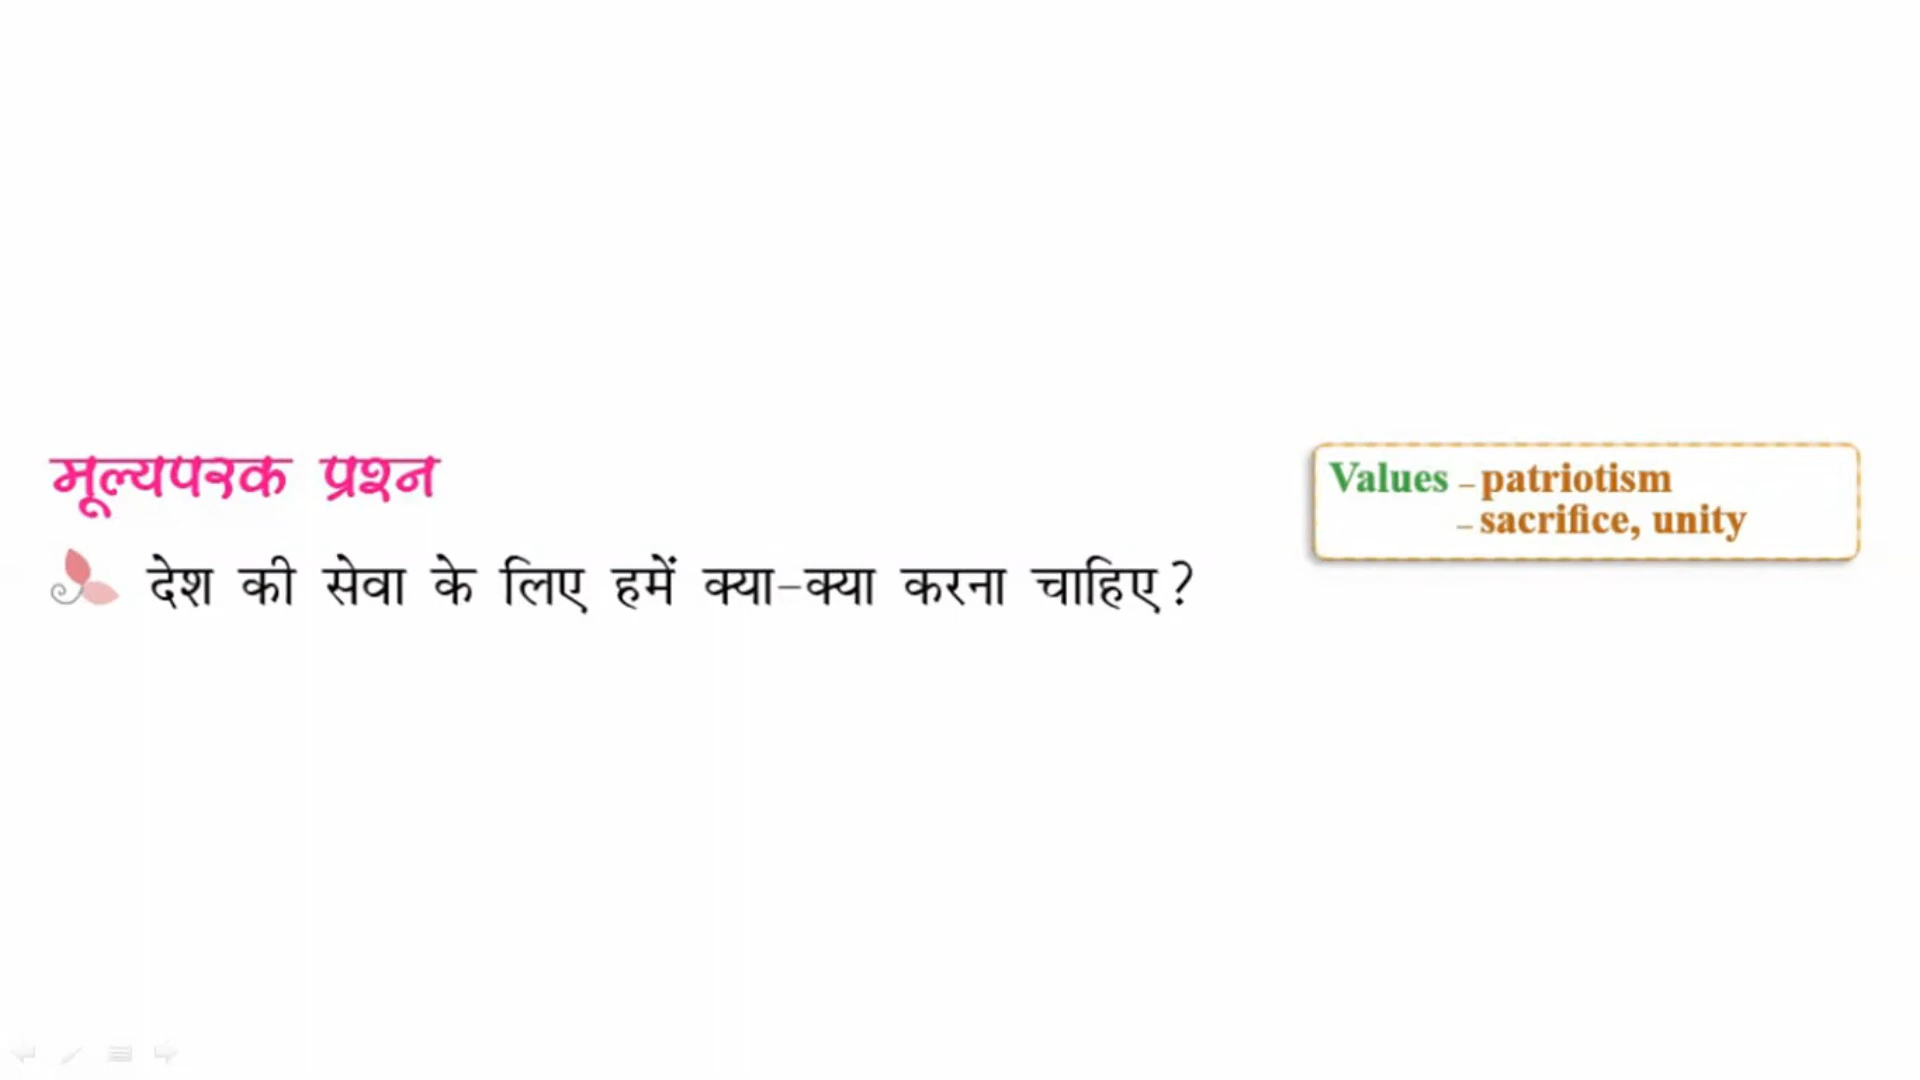 मूल्यपरक प्रश्न
देश की सेवा के लिए हमें क्या-क्या करना चाहिए?
Values – patriotism
– sacrifice, unity